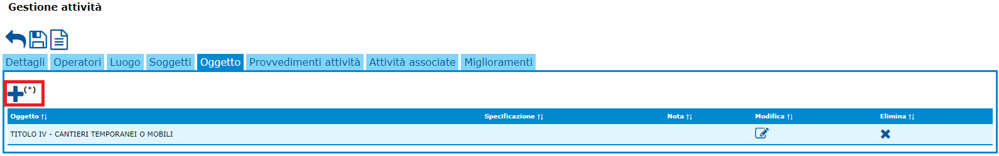 Gestione attività
Dettagli Operatori Luogo Soggetti Oggetto Provvedimenti attività Attività associate Miglioramenti
(*)
Oggetto Specificazione Nota Modifica Elimina
TITOLO IV - CANTIERI TEMPORANEI O MOBILI